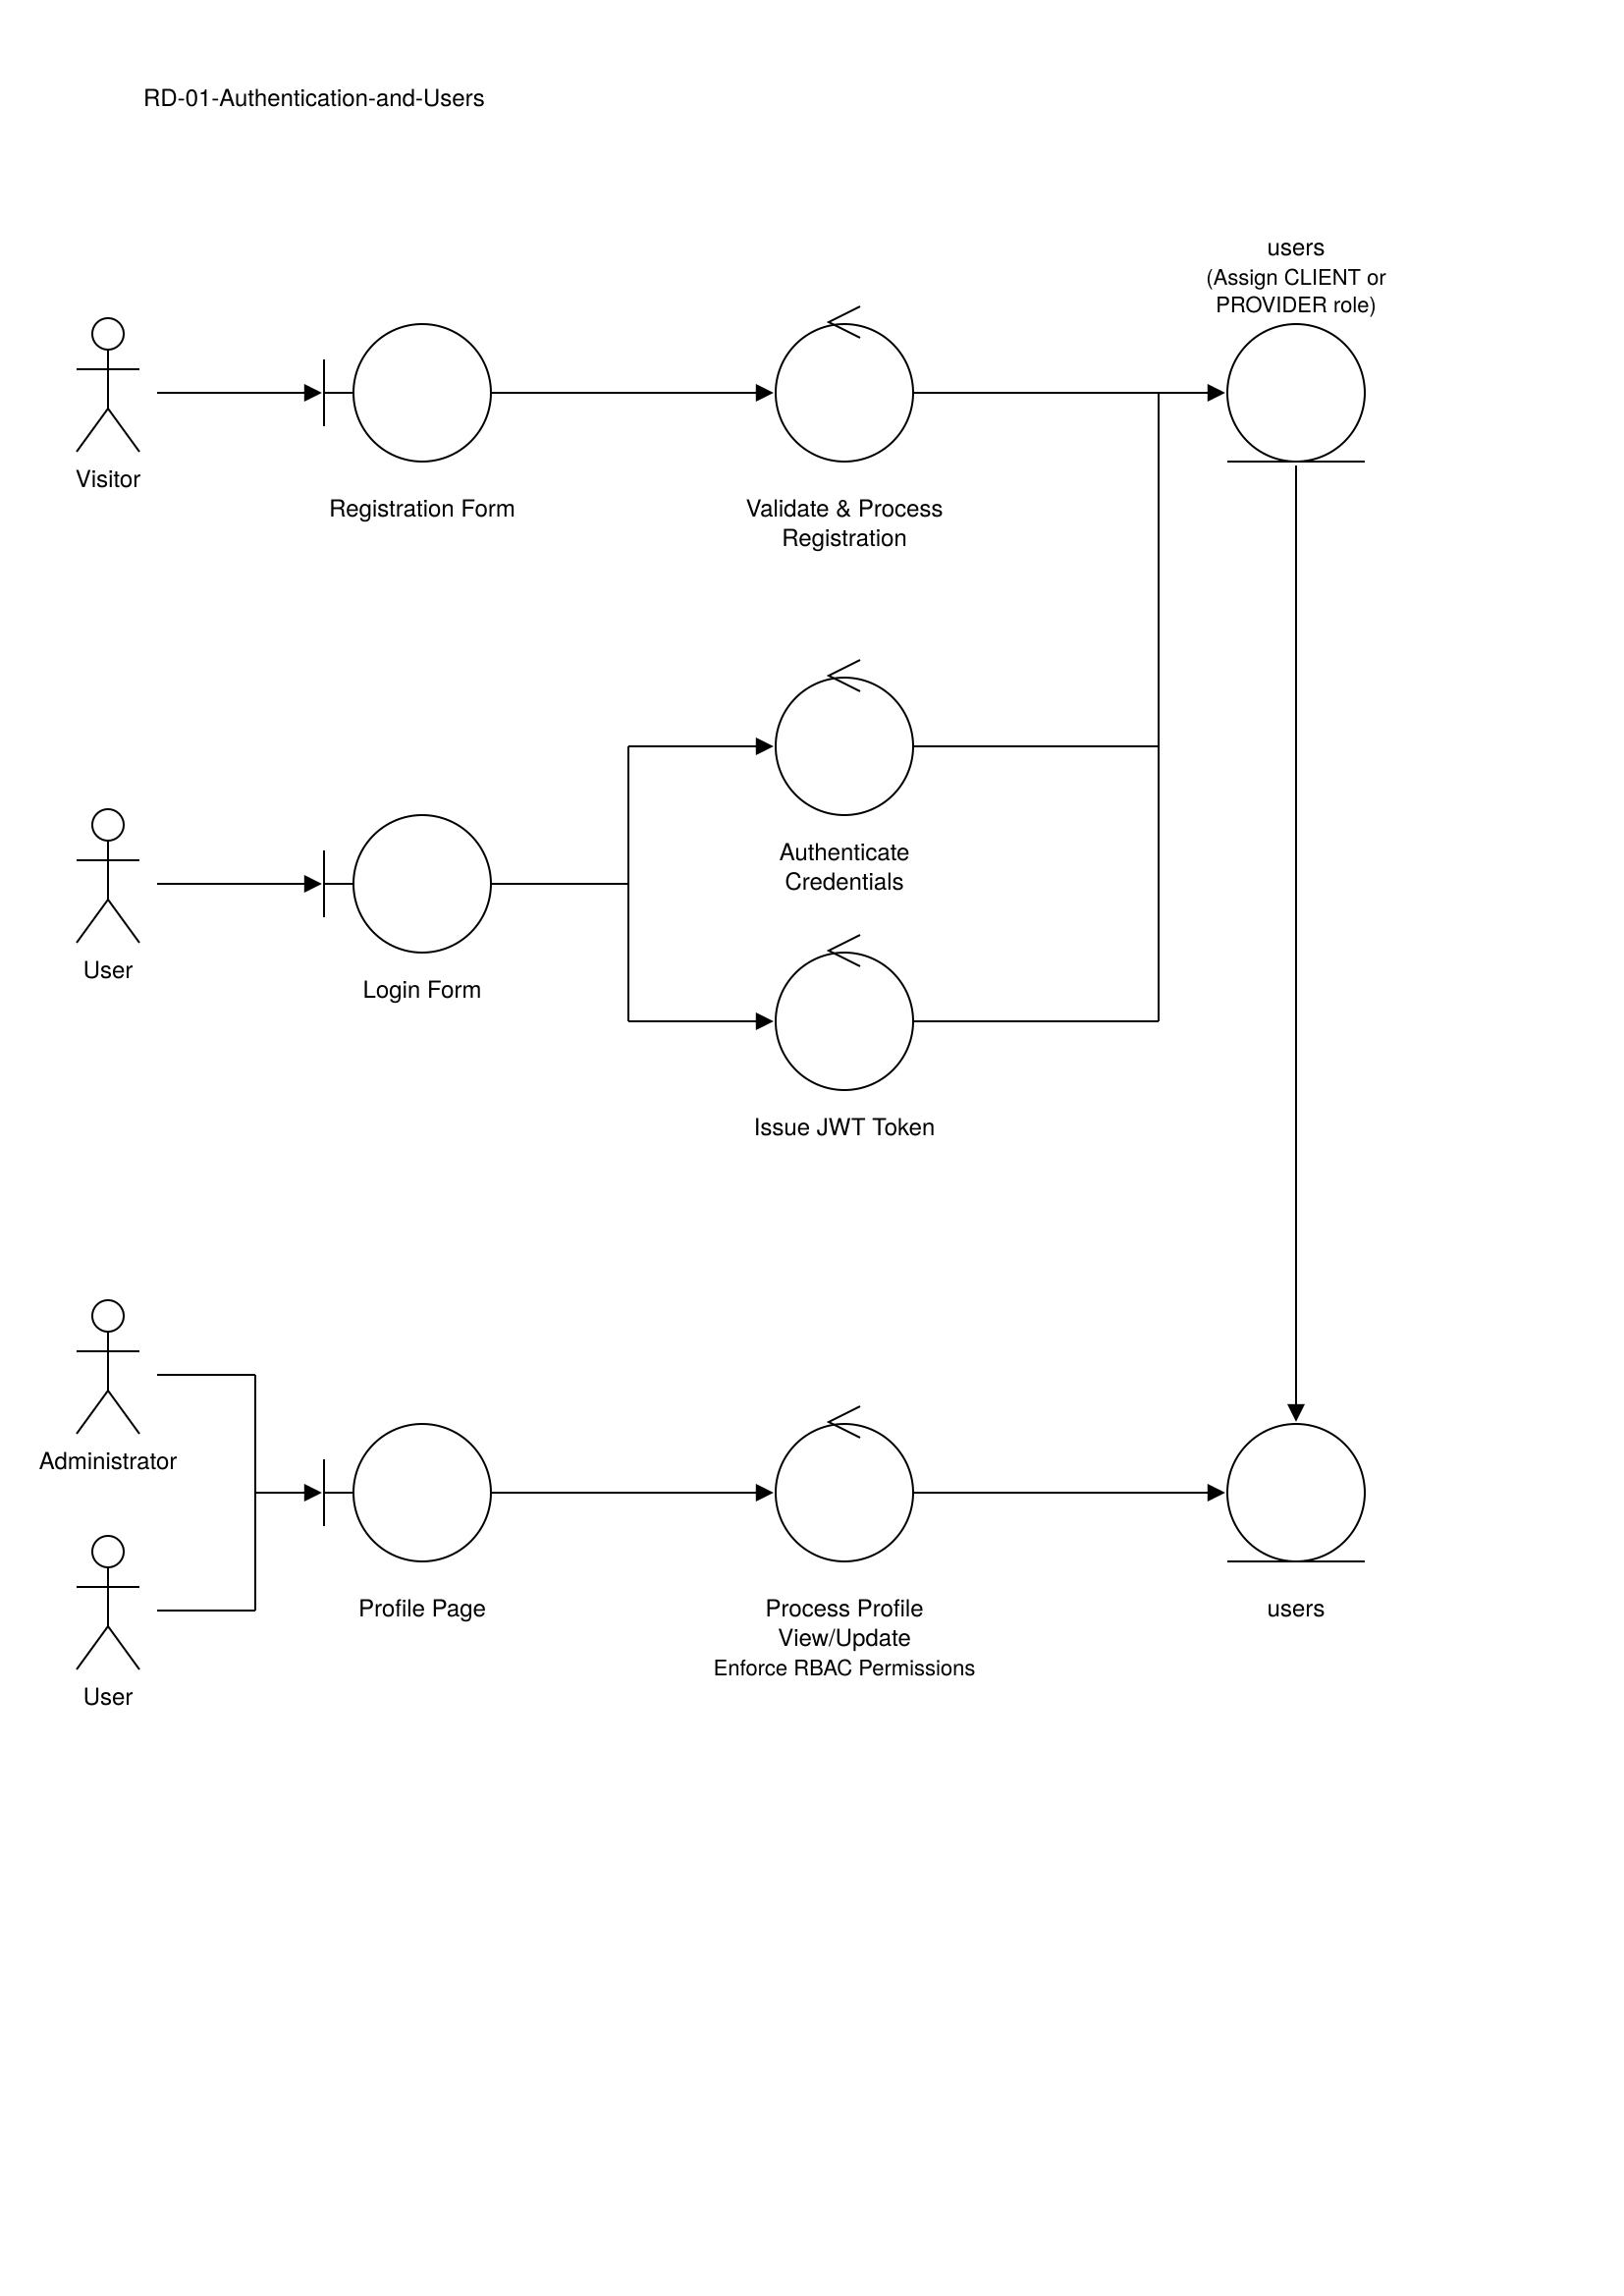 RD-01-Authentication-and-Users
users
(Assign CLIENT or
PROVIDER role)
Visitor
Registration Form
Validate & Process
Registration
Authenticate
Credentials
User
Login Form
Issue JWT Token
Administrator
Profile Page
Process Profile
View/Update
Enforce RBAC Permissions
users
User